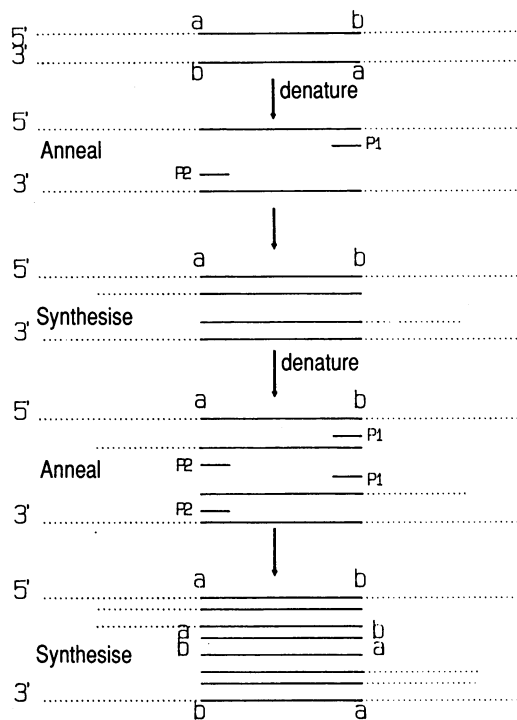 a b
5'
3'
b a
denature
5'
Anneal
P1
P2
3'
a b
5'
Synthesise
3'
denature
a b
5'
P1
P2
Anneal
P1
P2
3'
a b
5'
a b
b a
Synthesise
3'
b a